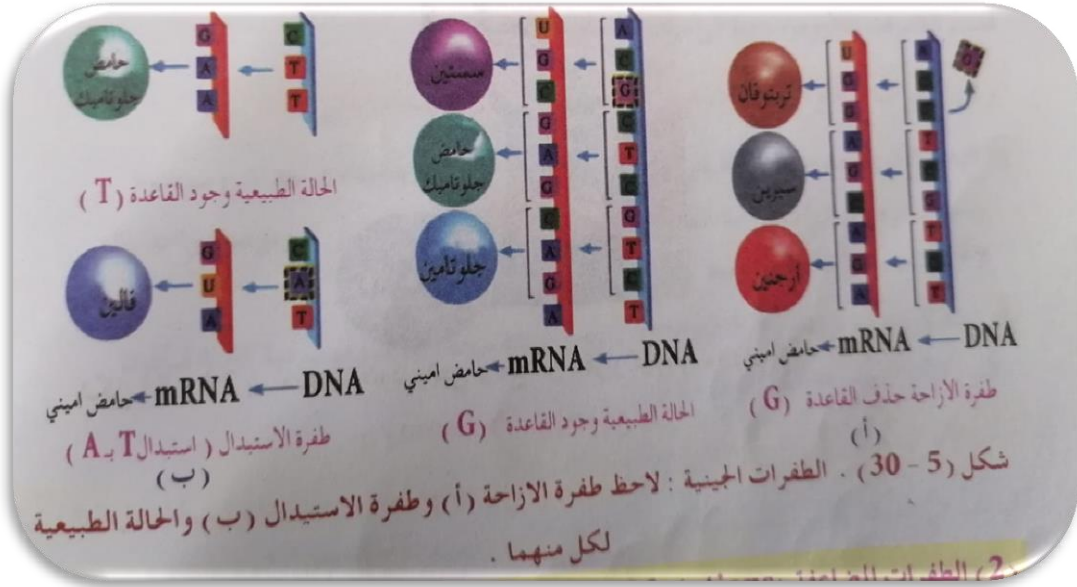 U G C G A G C A G A
A C G C T C G T C T
G A A
C T T
G U A
C A T
U G G A G C A G A
A C C T C G T C T
G
سستين
حامض جلوتاميك
جلوتامين
تربتوفان
سيرين
أرجنين
حامض جلوتاميك
فالين
الحالة الطبيعية وجود القاعدة (T)
DNA ← mRNA ← حامض اميني
DNA ← mRNA ← حامض اميني
DNA ← mRNA ← حامض اميني
طفرة الازاحة حذف القاعدة (G)
(أ)
الحالة الطبيعية وجود القاعدة (G)
طفرة الاستبدال (استبدال T بـ A)
(ب)
شكل (5 - 30) . الطفرات الجينية : لاحظ طفرة الازاحة (أ) وطفرة الاستبدال (ب) والحالة الطبيعية
لكل منهما .